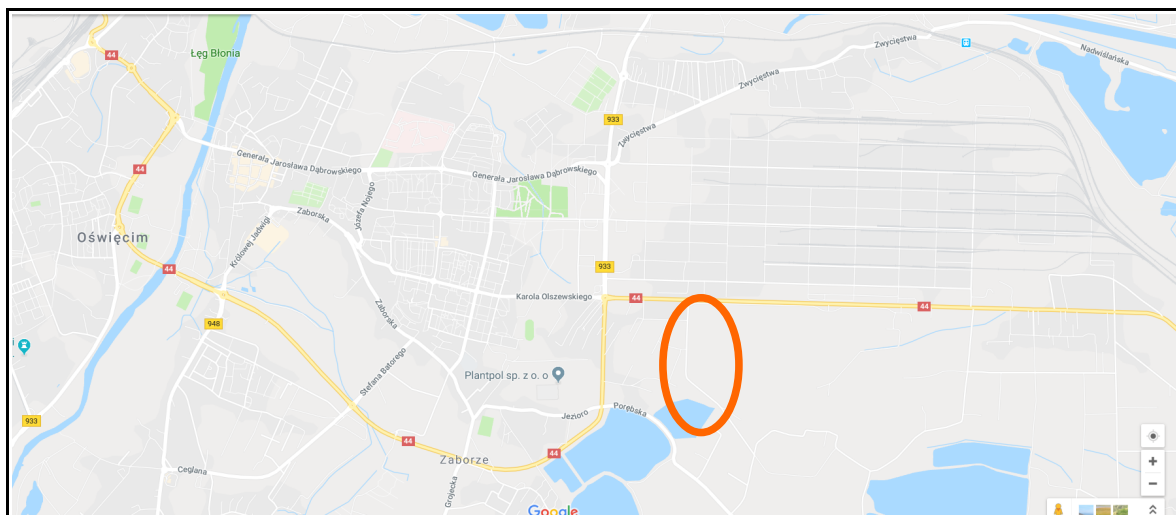 44
Łęg Błonia
Zwycięstwa
Zwycięstwa
Nadwiślańska
Zwycięstwa
933
Zwycięstwa
Generała Jarosława Dąbrowskiego
Generała Jarosława Dąbrowskiego
44
Józefa Nojego
Zaborska
Królowej Jadwigi
Oświęcim
44
933
Karola Olszewskiego
44
44
Zaborska
948
Stefana Batorego
Plantpol sp. z o. o
Jezioro
Porębska
933
44
44
Zaborze
Ceglana
Grojecka
Google